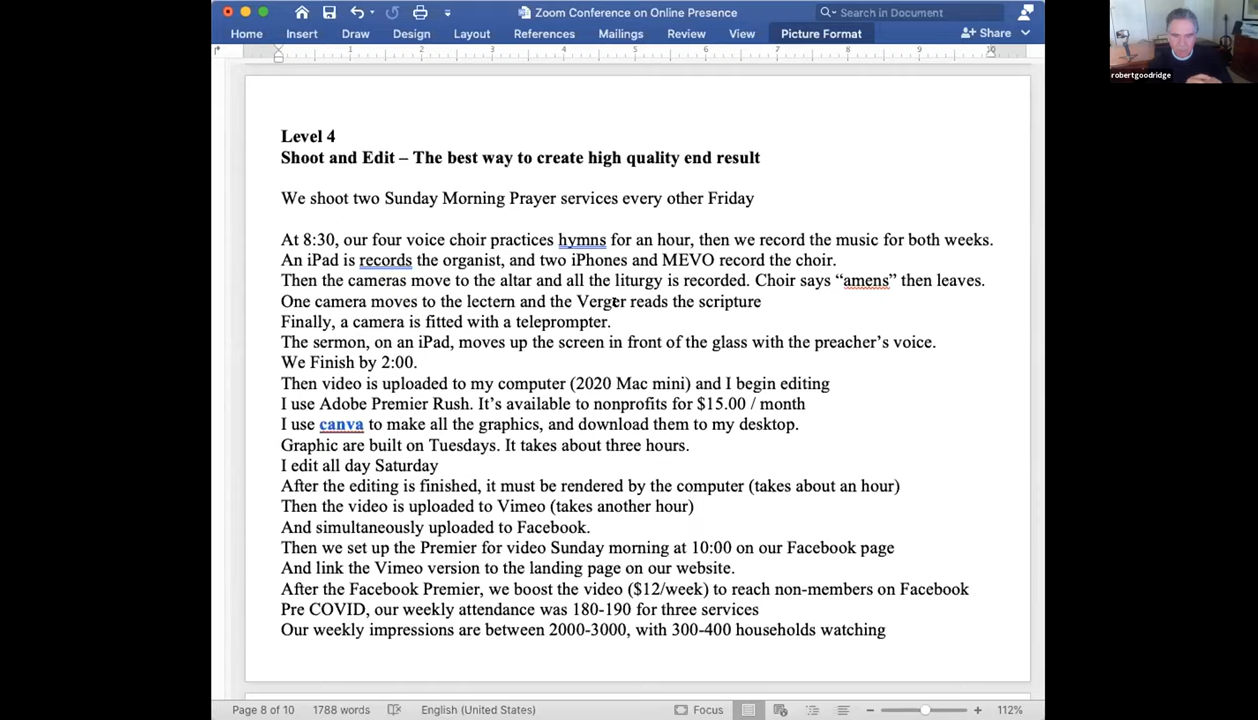 Zoom Conference on Online Presence
Search in Document
Home Insert Draw Design Layout References Mailings Review View Picture Format Share
1 2 3 4 5 6 7 8 9 10
Level 4
Shoot and Edit – The best way to create high quality end result
We shoot two Sunday Morning Prayer services every other Friday
At 8:30, our four voice choir practices hymns for an hour, then we record the music for both weeks.
An iPad is records the organist, and two iPhones and MEVO record the choir.
Then the cameras move to the altar and all the liturgy is recorded. Choir says “amens” then leaves.
One camera moves to the lectern and the Verger reads the scripture
Finally, a camera is fitted with a teleprompter.
The sermon, on an iPad, moves up the screen in front of the glass with the preacher’s voice.
We Finish by 2:00.
Then video is uploaded to my computer (2020 Mac mini) and I begin editing
I use Adobe Premier Rush. It’s available to nonprofits for $15.00 / month
I use canva to make all the graphics, and download them to my desktop.
Graphic are built on Tuesdays. It takes about three hours.
I edit all day Saturday
After the editing is finished, it must be rendered by the computer (takes about an hour)
Then the video is uploaded to Vimeo (takes another hour)
And simultaneously uploaded to Facebook.
Then we set up the Premier for video Sunday morning at 10:00 on our Facebook page
And link the Vimeo version to the landing page on our website.
After the Facebook Premier, we boost the video ($12/week) to reach non-members on Facebook
Pre COVID, our weekly attendance was 180-190 for three services
Our weekly impressions are between 2000-3000, with 300-400 households watching
Page 8 of 10 1788 words English (United States) Focus 112%
robertgoodridge